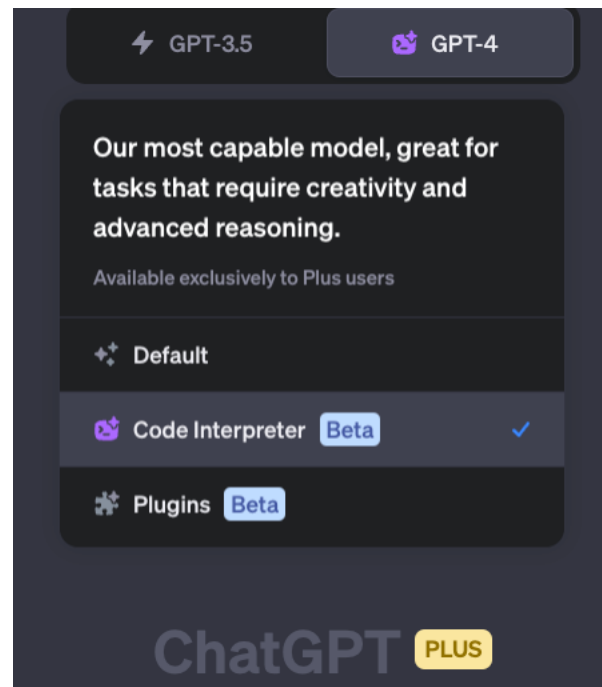 GPT-3.5
GPT-4
Our most capable model, great for
tasks that require creativity and
advanced reasoning.
Available exclusively to Plus users
Default
Code Interpreter Beta
Plugins Beta
ChatGPT PLUS